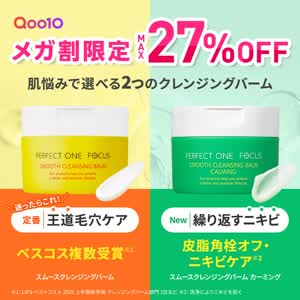 Qoo10
メガ割限定 MAX 27%OFF
肌悩みで選べる2つのクレンジングバーム
PERFECT ONE FOCUS
SMOOTH CLEANSING BALM
PERFECT ONE FOCUS
SMOOTH CLEANSING BALM
CALMING
迷ったらこれ!
定番 王道毛穴ケア
ベスコス複数受賞※1
スムースクレンジングバーム
New 繰り返すニキビ
皮脂角栓オフ・
ニキビケア※2
スムースクレンジングバーム カーミング